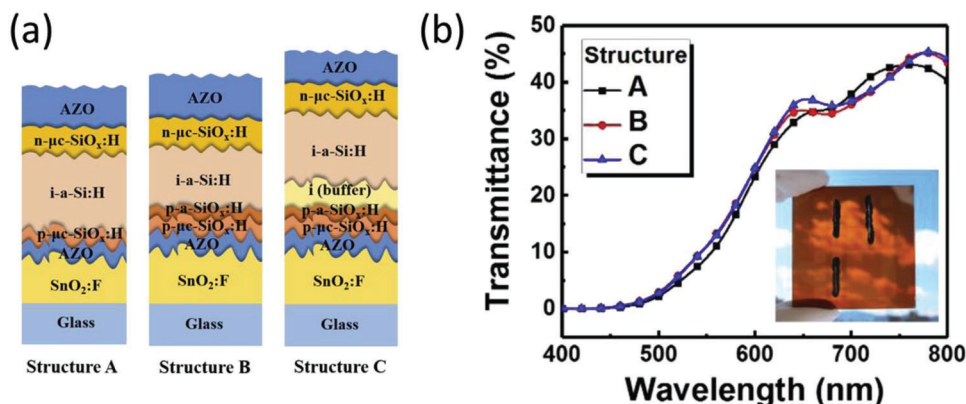 (a)
AZO
n-μc-SiOₓ:H
i-a-Si:H
p-μc-SiOₓ:H
AZO
SnO₂:F
Glass
Structure A
AZO
n-μc-SiOₓ:H
i-a-Si:H
p-a-SiOₓ:H
p-μc-SiOₓ:H
AZO
SnO₂:F
Glass
Structure B
AZO
n-μc-SiOₓ:H
i-a-Si:H
i (buffer)
p-a-SiOₓ:H
p-μc-SiOₓ:H
AZO
SnO₂:F
Glass
Structure C
(b)
Transmittance (%)
50
40
30
20
10
0
Structure
A
B
C
400 500 600 700 800
Wavelength (nm)